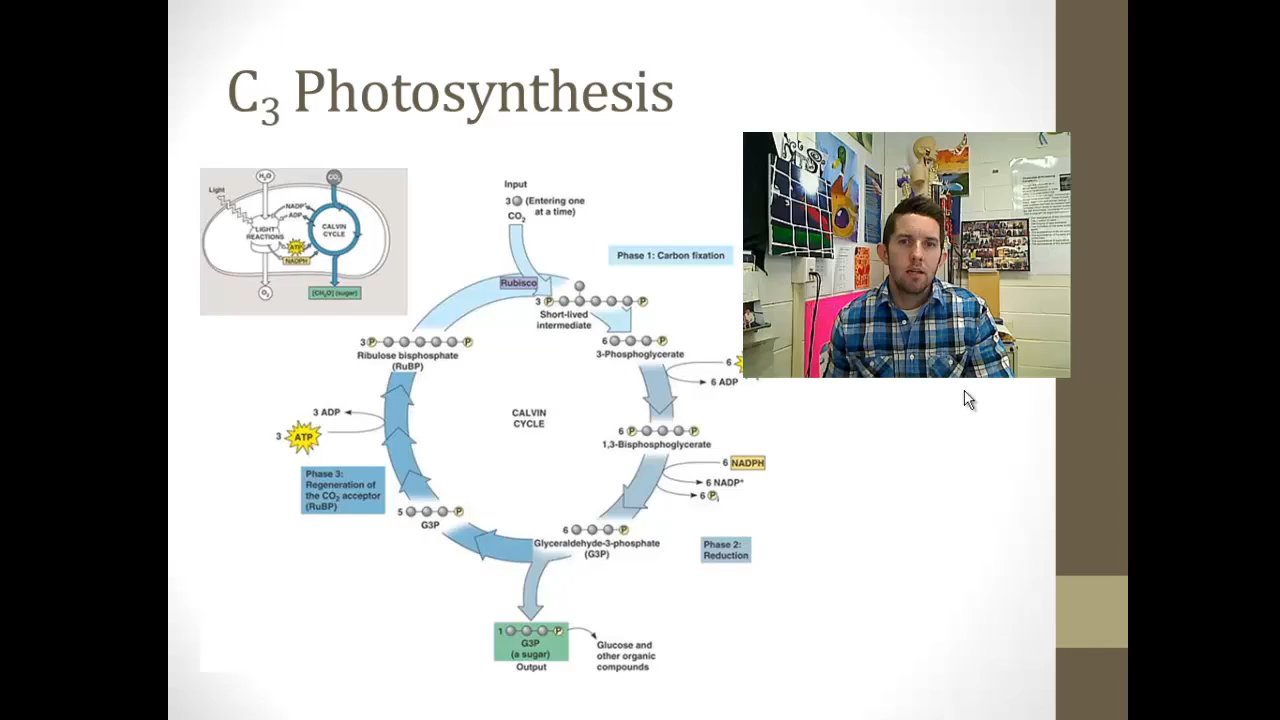 C₃ Photosynthesis
H₂O
CO₂
Light
NADP⁺
ADP
LIGHT
REACTIONS
CALVIN
CYCLE
ATP
NADPH
O₂
[CH₂O] (sugar)
Input
3 (Entering one
at a time)
CO₂
Phase 1: Carbon fixation
Rubisco
3 P P
Short-lived
intermediate
3 P P
Ribulose bisphosphate
(RuBP)
6 P
3-Phosphoglycerate
6
6 ADP
CALVIN
CYCLE
3 ADP
3 ATP
6 P P
1,3-Bisphosphoglycerate
6 NADPH
6 NADP⁺
6 Pᵢ
Phase 3:
Regeneration of
the CO₂ acceptor
(RuBP)
5 P
G3P
6 P
Glyceraldehyde-3-phosphate
(G3P)
Phase 2:
Reduction
1 P
G3P
(a sugar)
Output
Glucose and
other organic
compounds